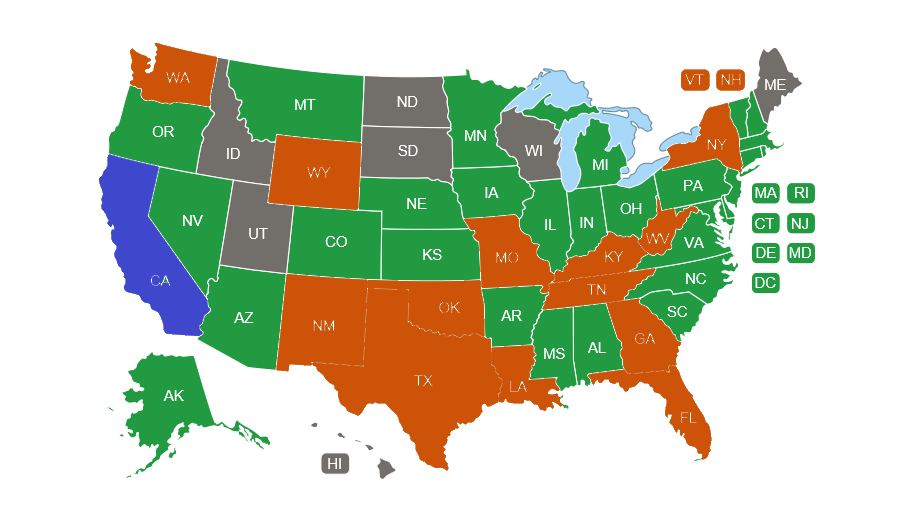 WA
VT NH
ME
MT
ND
OR
MN
NY
ID
SD
WI
MI
WY
PA
IA
MA RI
NE
OH
NV
IL
IN
CT NJ
UT
CO
WV
VA
KS
MO
KY
DE MD
CA
NC
TN
DC
OK
AZ
AR
SC
NM
GA
MS
AL
TX
LA
AK
FL
HI